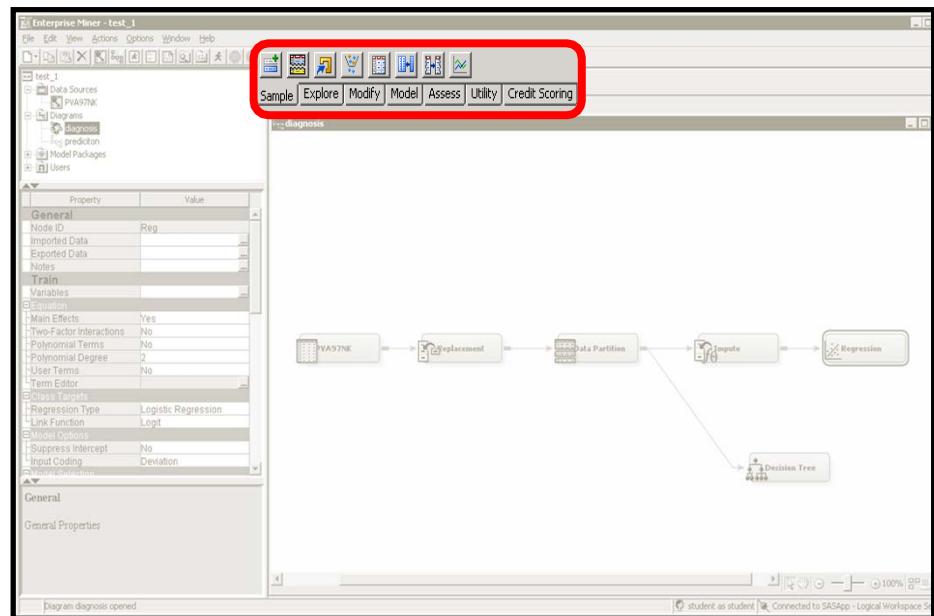 Enterprise Miner - test_1
File Edit View Actions Options Window Help
Sample Explore Modify Model Assess Utility Credit Scoring
test_1
Data Sources
PVA97NK
Diagrams
diagnosis
prediciton
Model Packages
Users
Property Value
General
Node ID Reg
Imported Data
Exported Data
Notes
Train
Variables
Equation
Main Effects Yes
Two-Factor Interactions No
Polynomial Terms No
Polynomial Degree 2
User Terms No
Term Editor
Class Targets
Regression Type Logistic Regression
Link Function Logit
Model Options
Suppress Intercept No
Input Coding Deviation
Model Selection
General
General Properties
diagnosis
PVA97NK Replacement Data Partition Impute Regression
Decision Tree
100%
Diagram diagnosis opened
student as student Connected to SASApp - Logical Workspace Se